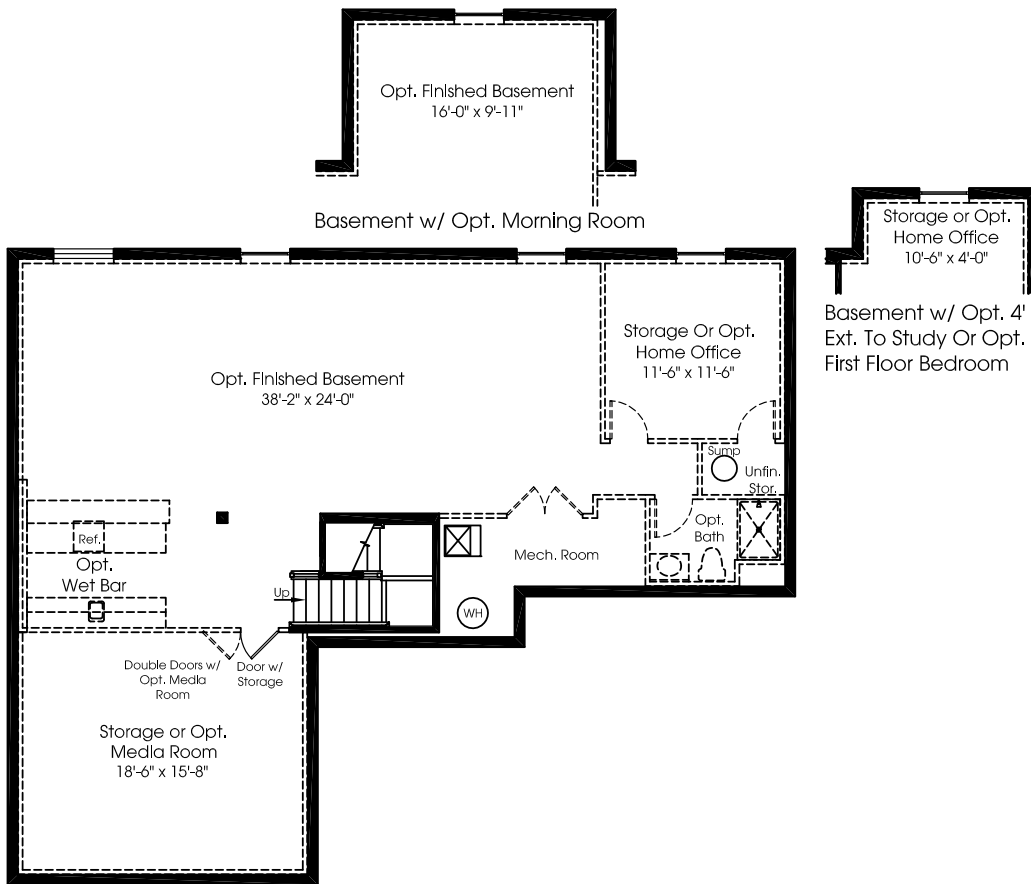 Opt. Finished Basement
16'-0" x 9'-11"
Basement w/ Opt. Morning Room
Storage or Opt.
Home Office
10'-6" x 4'-0"
Basement w/ Opt. 4'
Ext. To Study Or Opt.
First Floor Bedroom
Storage Or Opt.
Home Office
11'-6" x 11'-6"
Opt. Finished Basement
38'-2" x 24'-0"
Sump
Unfin.
Stor.
Ref.
Opt.
Wet Bar
Opt.
Bath
Mech. Room
Up
WH
Double Doors w/
Opt. Media
Room
Door w/
Storage
Storage or Opt.
Media Room
18'-6" x 15'-8"